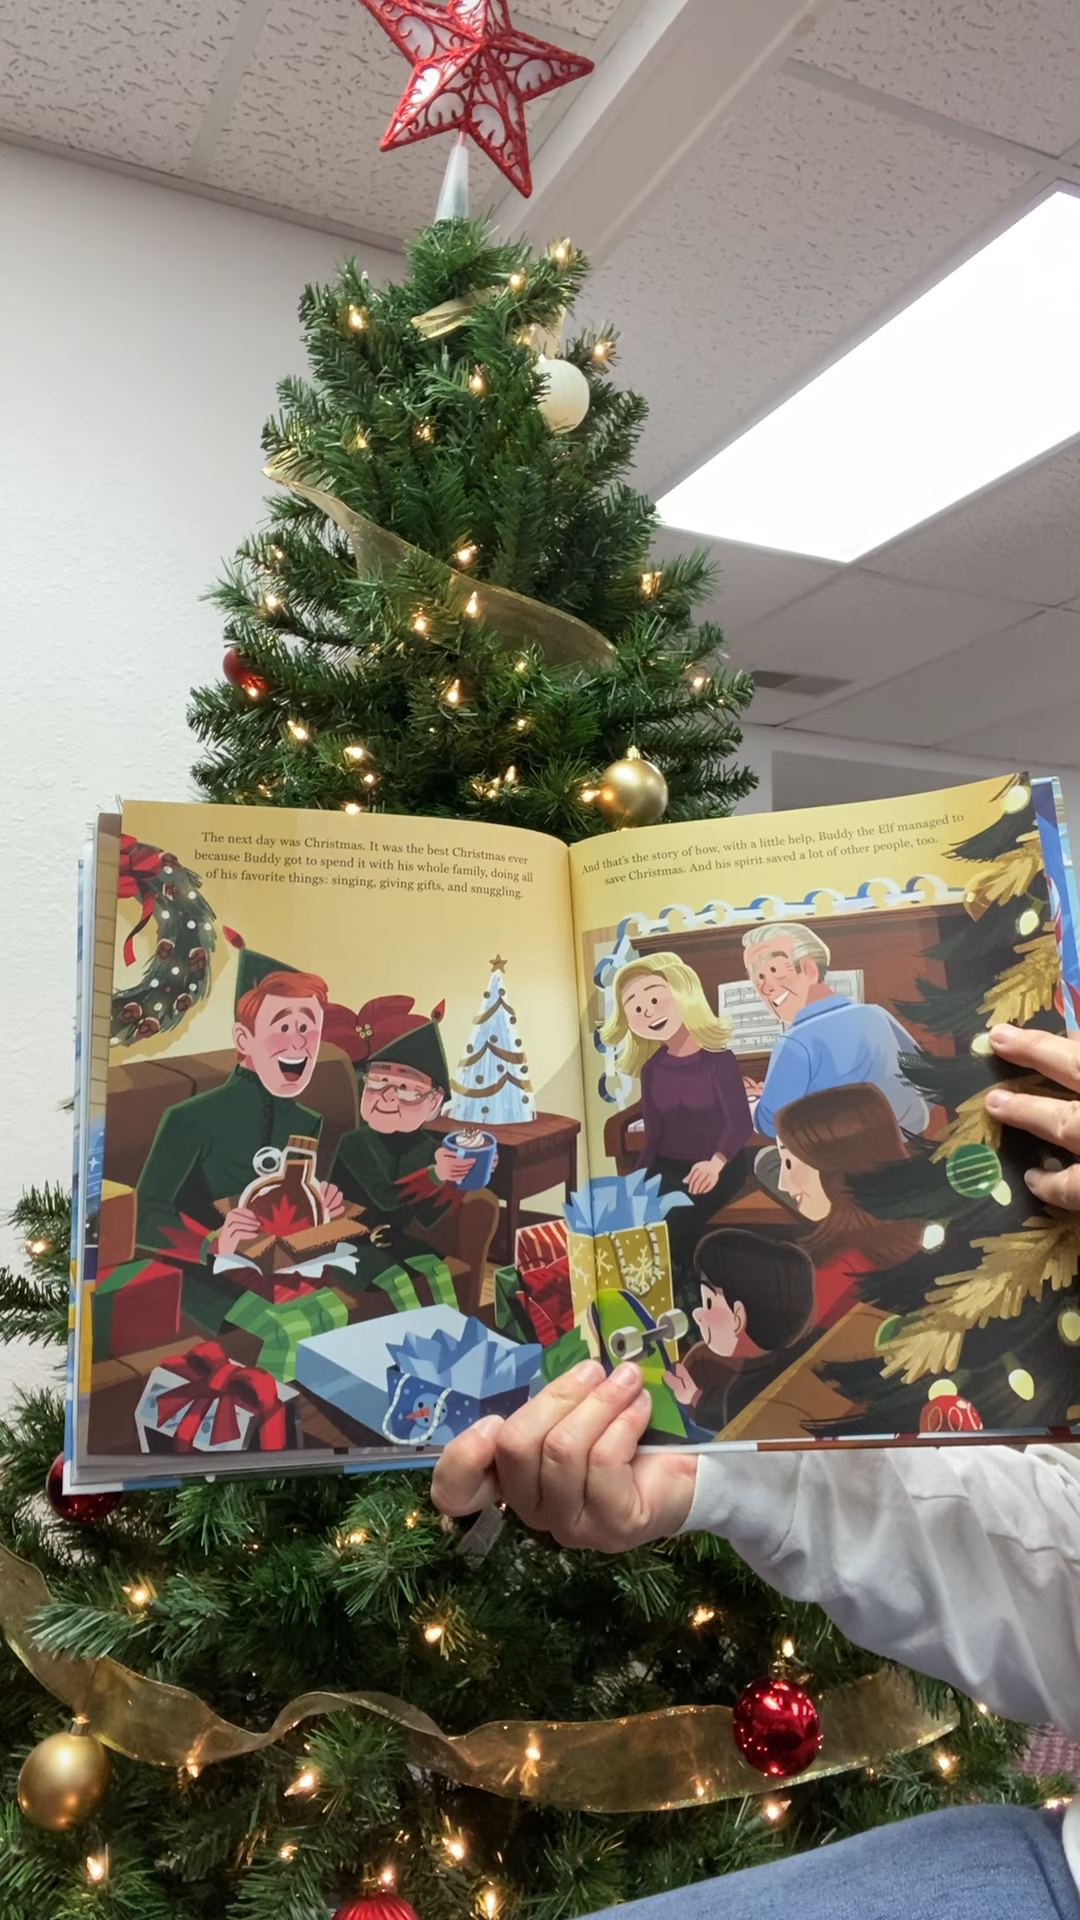 The next day was Christmas. It was the best Christmas ever
because Buddy got to spend it with his whole family, doing all
of his favorite things: singing, giving gifts, and snuggling.
And that's the story of how, with a little help, Buddy the Elf managed to
save Christmas. And his spirit saved a lot of other people, too.